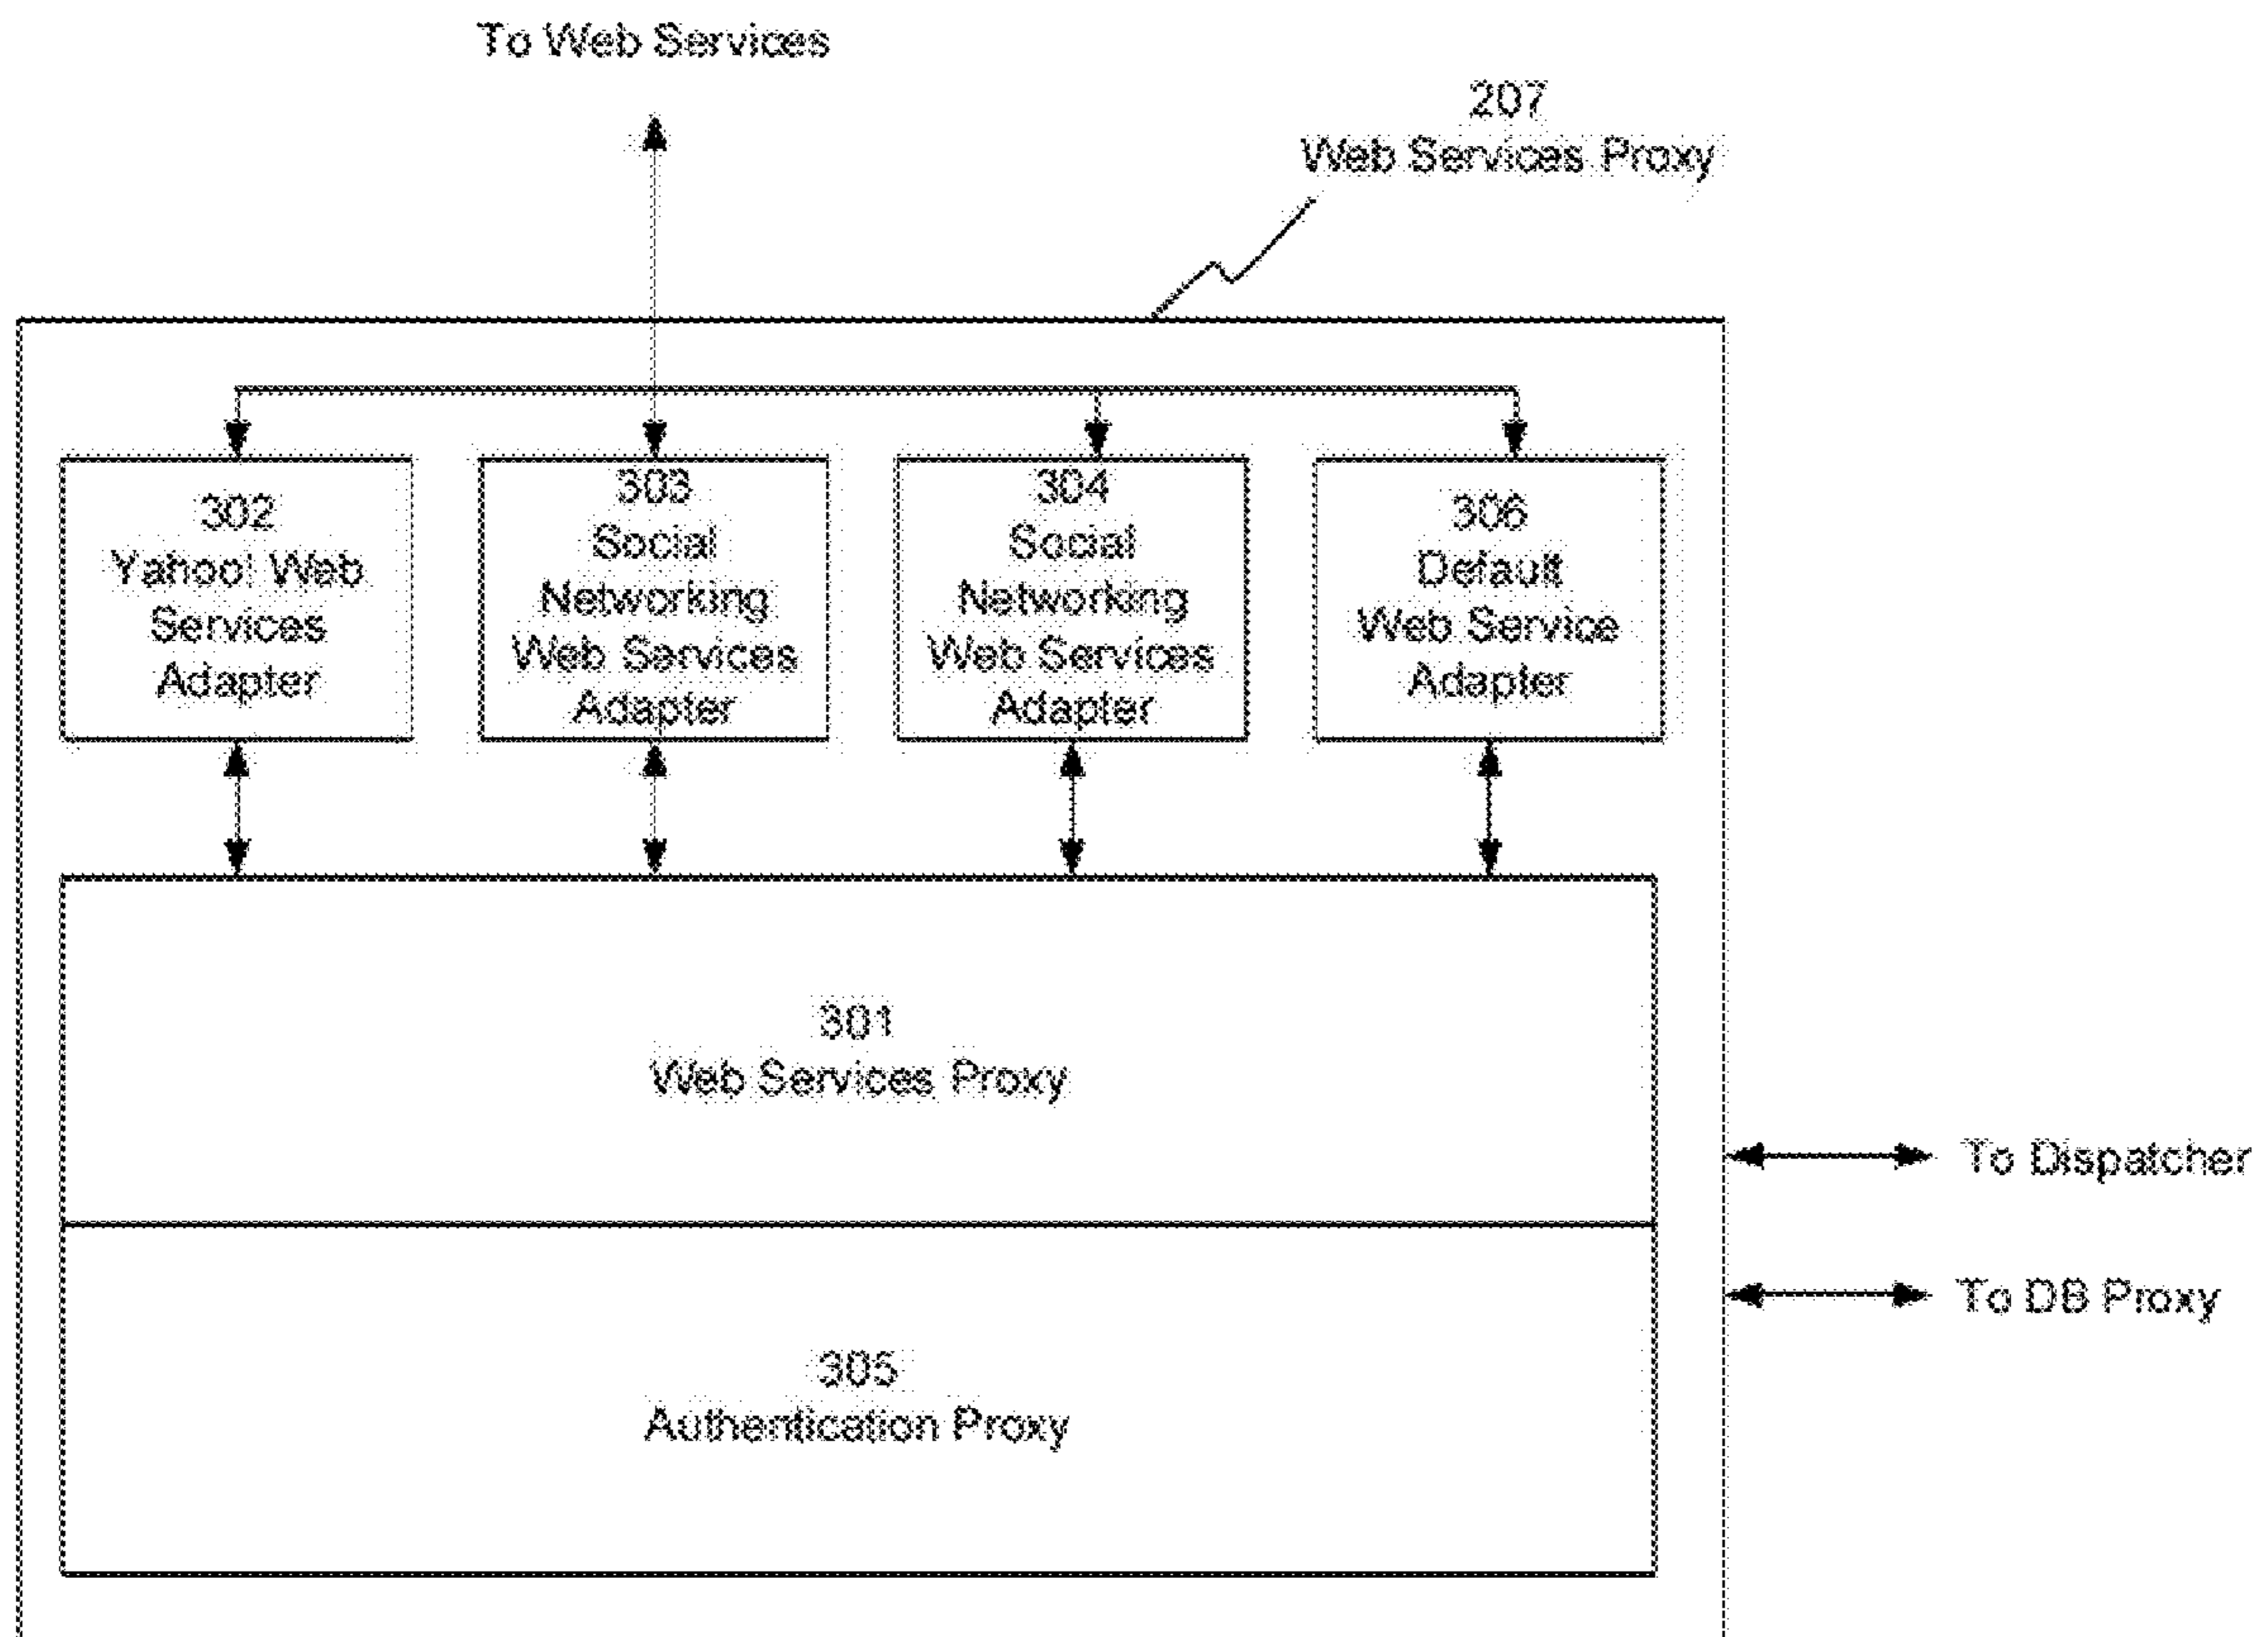 To Web Services
207
Web Services Proxy
302
Yahoo! Web
Services
Adapter
303
Social
Networking
Web Services
Adapter
304
Social
Networking
Web Services
Adapter
306
Default
Web Service
Adapter
301
Web Services Proxy
To Dispatcher
To DB Proxy
305
Authentication Proxy